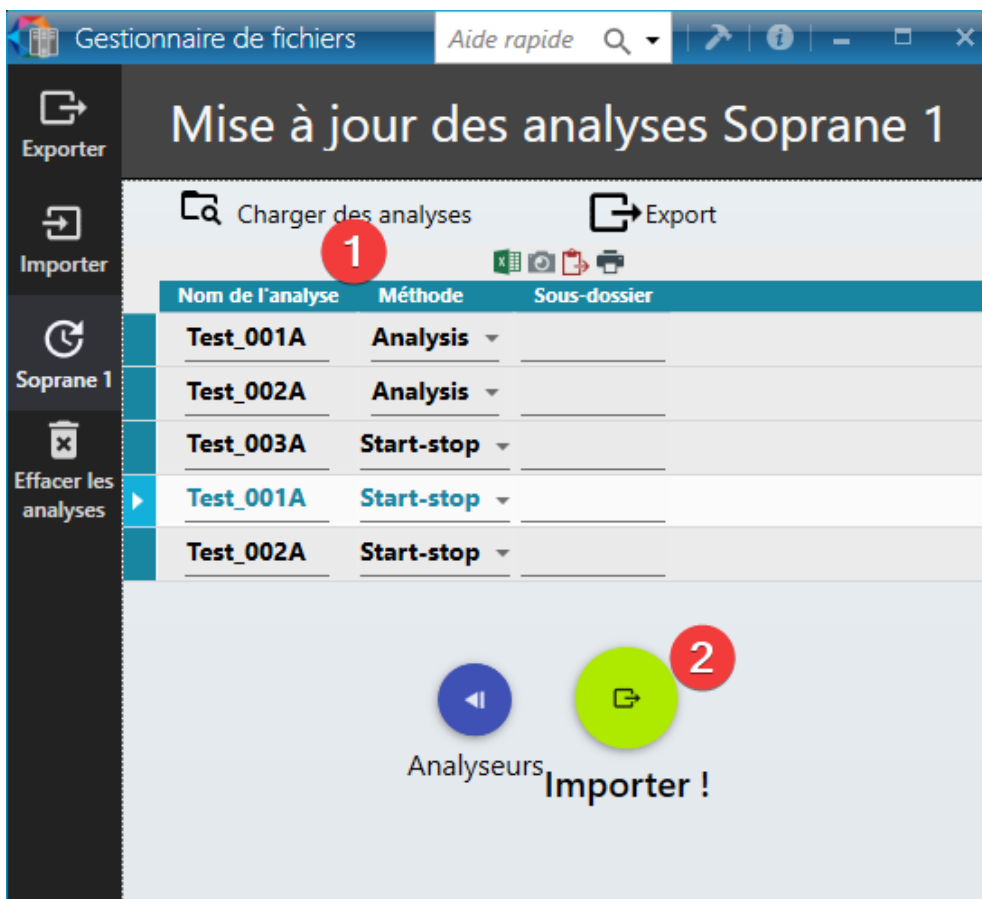 Gestionnaire de fichiers Aide rapide
Exporter
Mise à jour des analyses Soprane 1
Charger des analyses Export
Importer
1
Nom de l'analyse Méthode Sous-dossier
Test_001A Analysis
Soprane 1
Test_002A Analysis
Test_003A Start-stop
Effacer les analyses
Test_001A Start-stop
Test_002A Start-stop
2
Analyseurs
Importer !